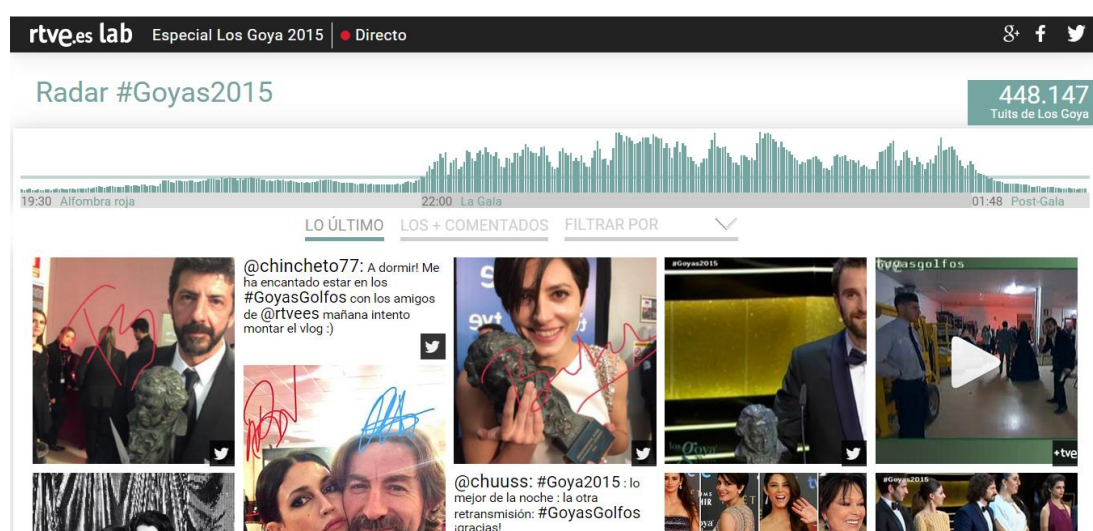 rtve.es lab Especial Los Goya 2015 Directo
Radar #Goyas2015
448.147
Tuits de Los Goya
19:30 Alfombra roja 22:00 La Gala 01:48 Post-Gala
LO ÚLTIMO LOS + COMENTADOS FILTRAR POR
@chincheto77: A dormir! Me
ha encantado estar en los
#GoyasGolfos con los amigos
de @rtvees mañana intento
montar el vlog :)
#Goyas2015
los Goya
+tve
@chuuss: #Goya2015 : lo
mejor de la noche : la otra
retransmisión: #GoyasGolfos
¡gracias!
#Goyas2015